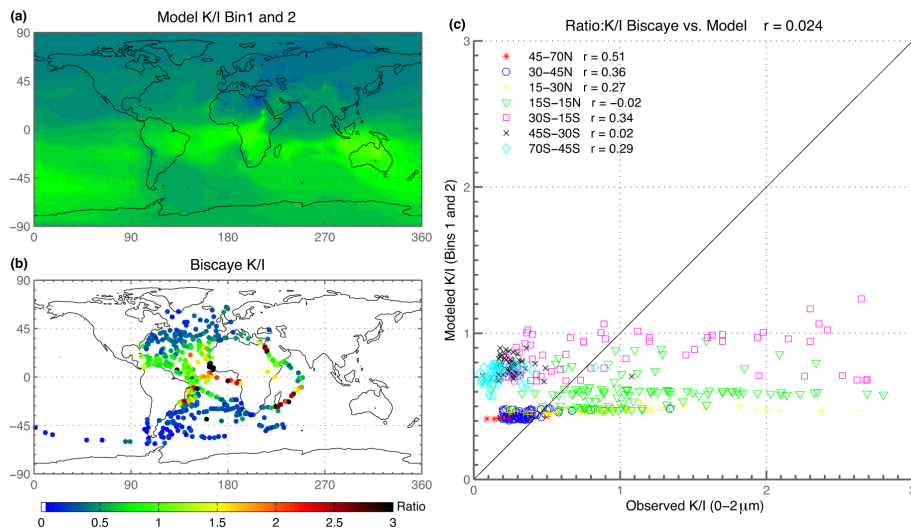 (a) Model K/I Bin1 and 2
90
45
0
−45
−90
0 90 180 270 360
(b) Biscaye K/I
90
45
0
−45
−90
0 90 180 270 360
Ratio
0 0.5 1 1.5 2 2.5 3
(c) Ratio:K/I Biscaye vs. Model r = 0.024
45−70N r = 0.51
30−45N r = 0.36
15−30N r = 0.27
15S−15N r = −0.02
30S−15S r = 0.34
45S−30S r = 0.02
70S−45S r = 0.29
Modeled K/I (Bins 1 and 2)
3
2
1
0
0 1 2 3
Observed K/I (0−2μm)